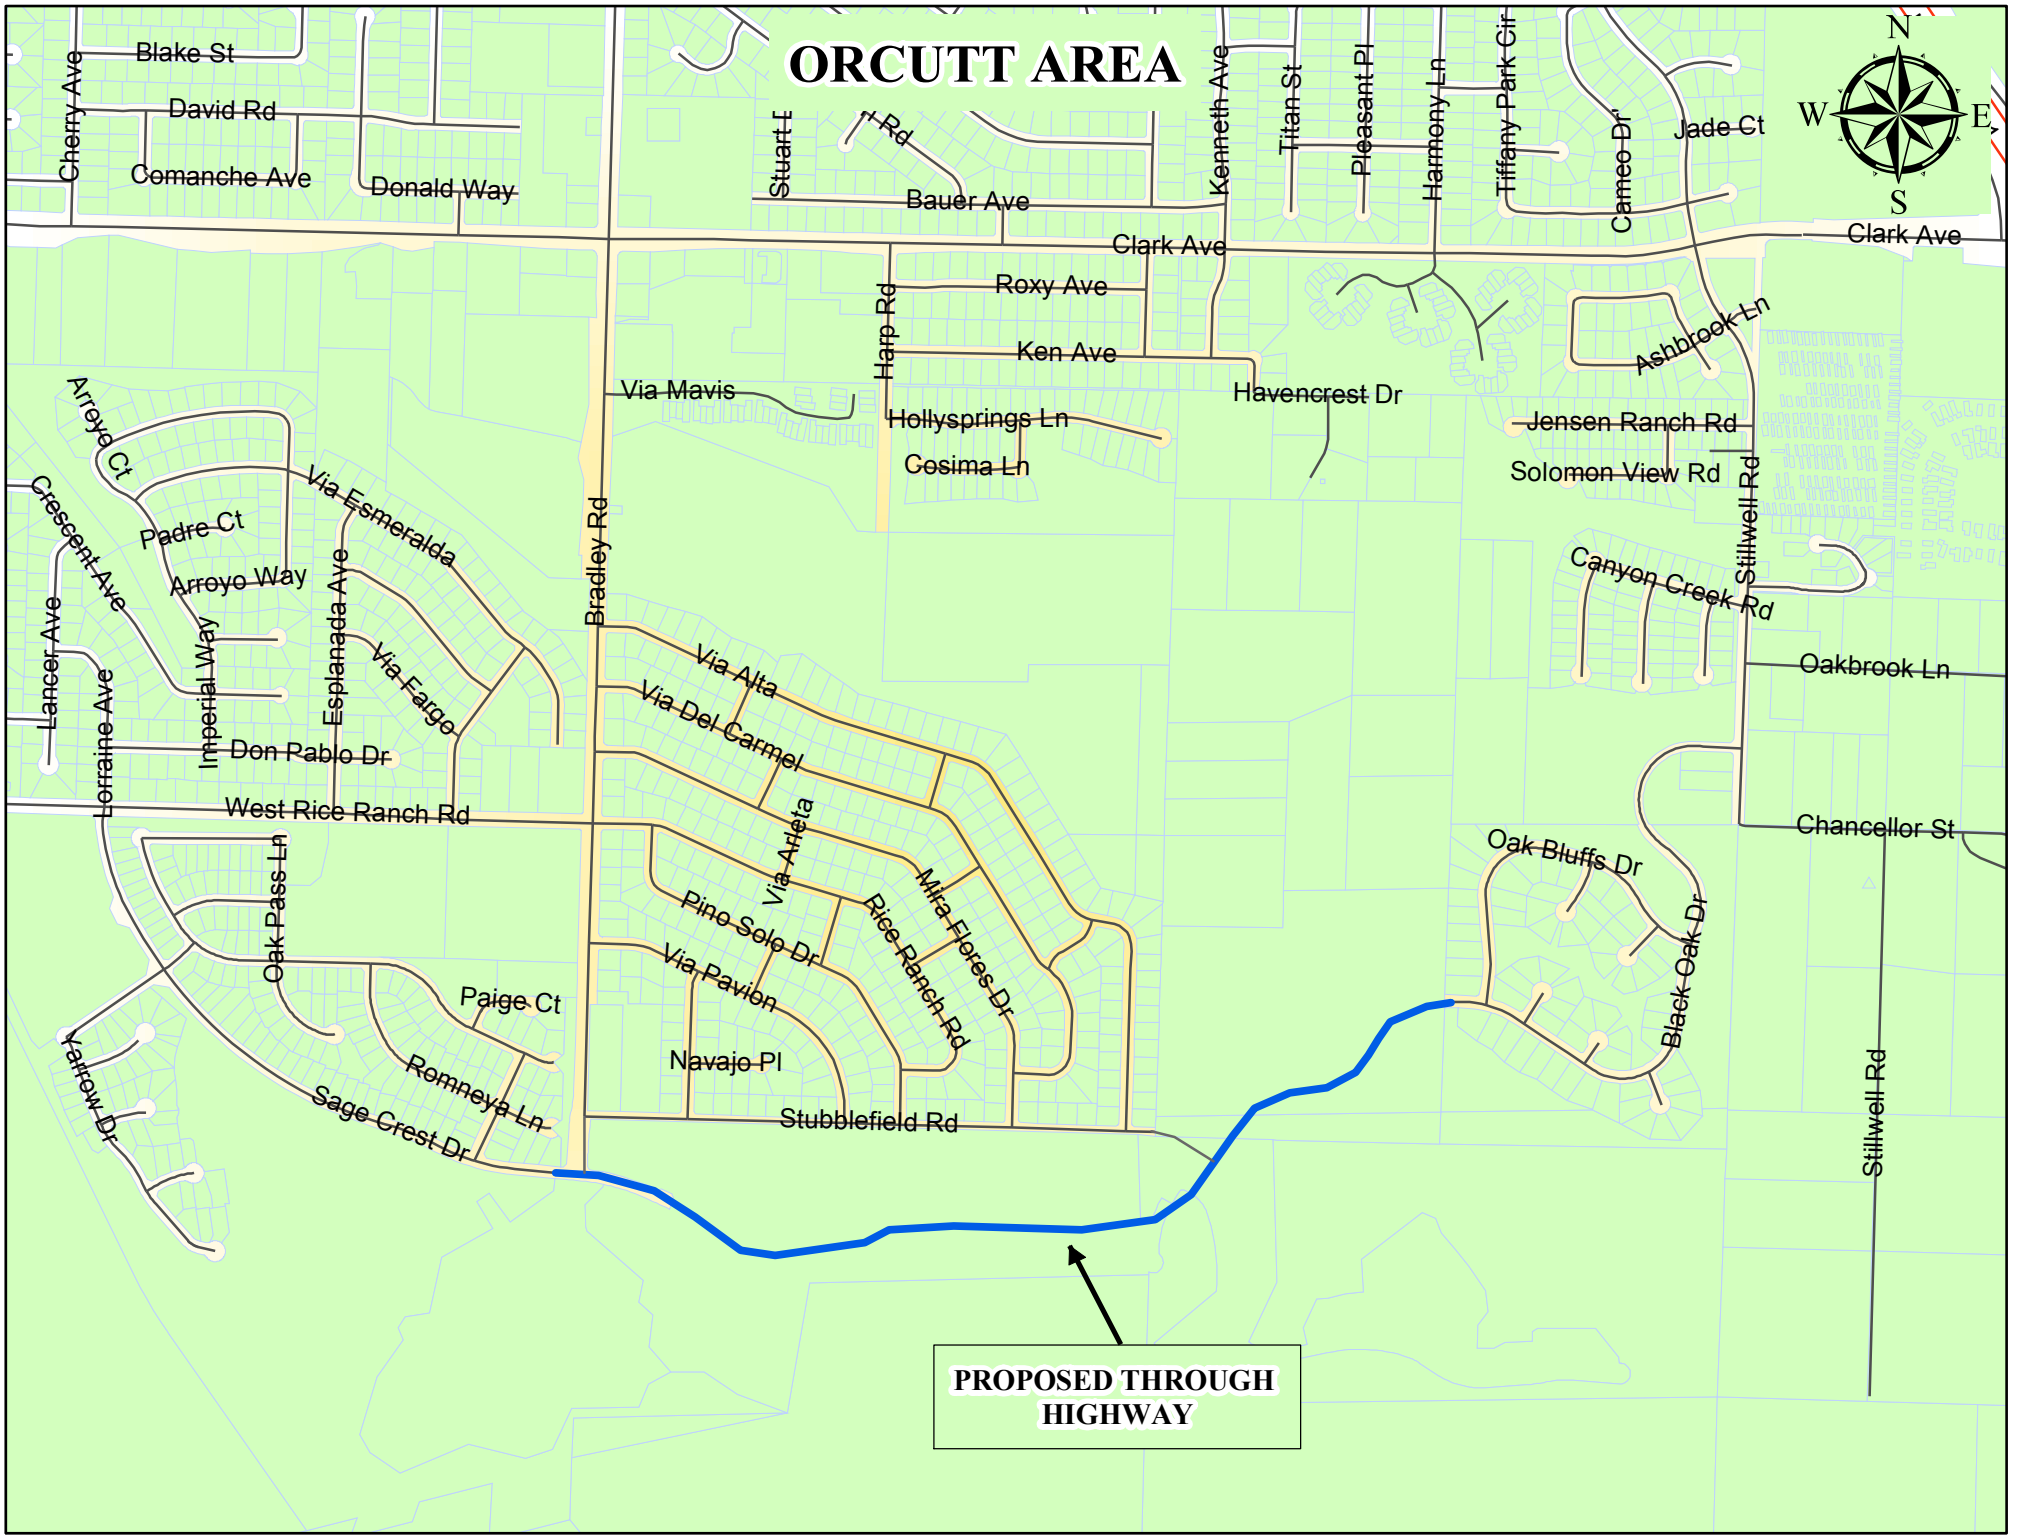 ORCUTT AREA
N
W
E
S
Blake St
David Rd
Cherry Ave
Comanche Ave
Donald Way
Stuart
Rd
Bauer Ave
Kenneth Ave
Titan St
Pleasant Pl
Harmony Ln
Tiffany Park Cir
Cameo Dr
Jade Ct
Clark Ave
Clark Ave
Harp Rd
Roxy Ave
Ken Ave
Ashbrook Ln
Via Mavis
Havencrest Dr
Hollysprings Ln
Cosima Ln
Jensen Ranch Rd
Solomon View Rd
Stillwell Rd
Arroyo Ct
Crescent Ave
Via Esmeralda
Padre Ct
Arroyo Way
Esplanada Ave
Bradley Rd
Canyon Creek Rd
Lancer Ave
Lorraine Ave
Imperial Way
Via Fargo
Via Alta
Oakbrook Ln
Via Del Carmel
Don Pablo Dr
West Rice Ranch Rd
Via Arleta
Chancellor St
Oak Bluffs Dr
Oak Pass Ln
Pino Solo Dr
Rice Ranch Rd
Mira Flores Dr
Black Oak Dr
Via Pavion
Paige Ct
Navajo Pl
Yarrow Dr
Romneya Ln
Sage Crest Dr
Stubblefield Rd
Stillwell Rd
PROPOSED THROUGH
HIGHWAY